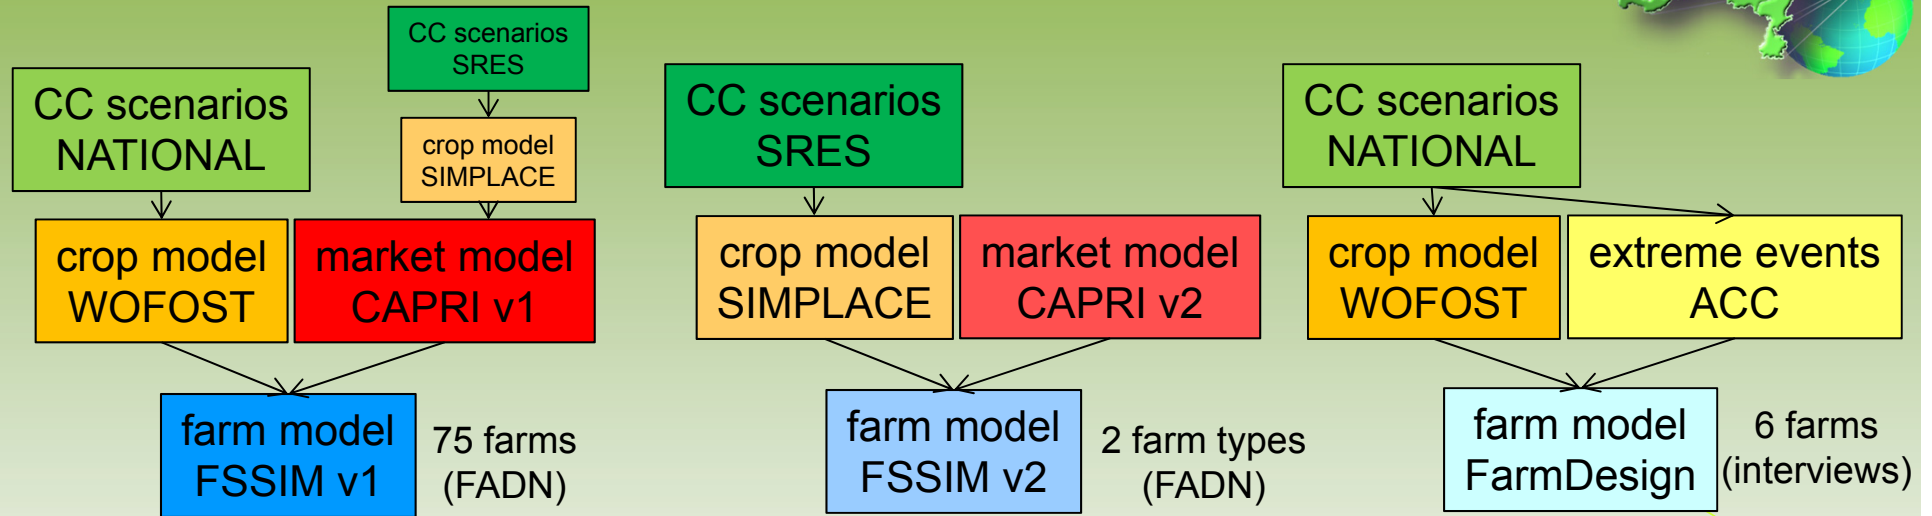 CC scenarios
SRES
CC scenarios
NATIONAL
crop model
SIMPLACE
crop model
WOFOST
market model
CAPRI v1
farm model
FSSIM v1
75 farms
(FADN)
CC scenarios
SRES
crop model
SIMPLACE
market model
CAPRI v2
farm model
FSSIM v2
2 farm types
(FADN)
CC scenarios
NATIONAL
crop model
WOFOST
extreme events
ACC
farm model
FarmDesign
6 farms
(interviews)